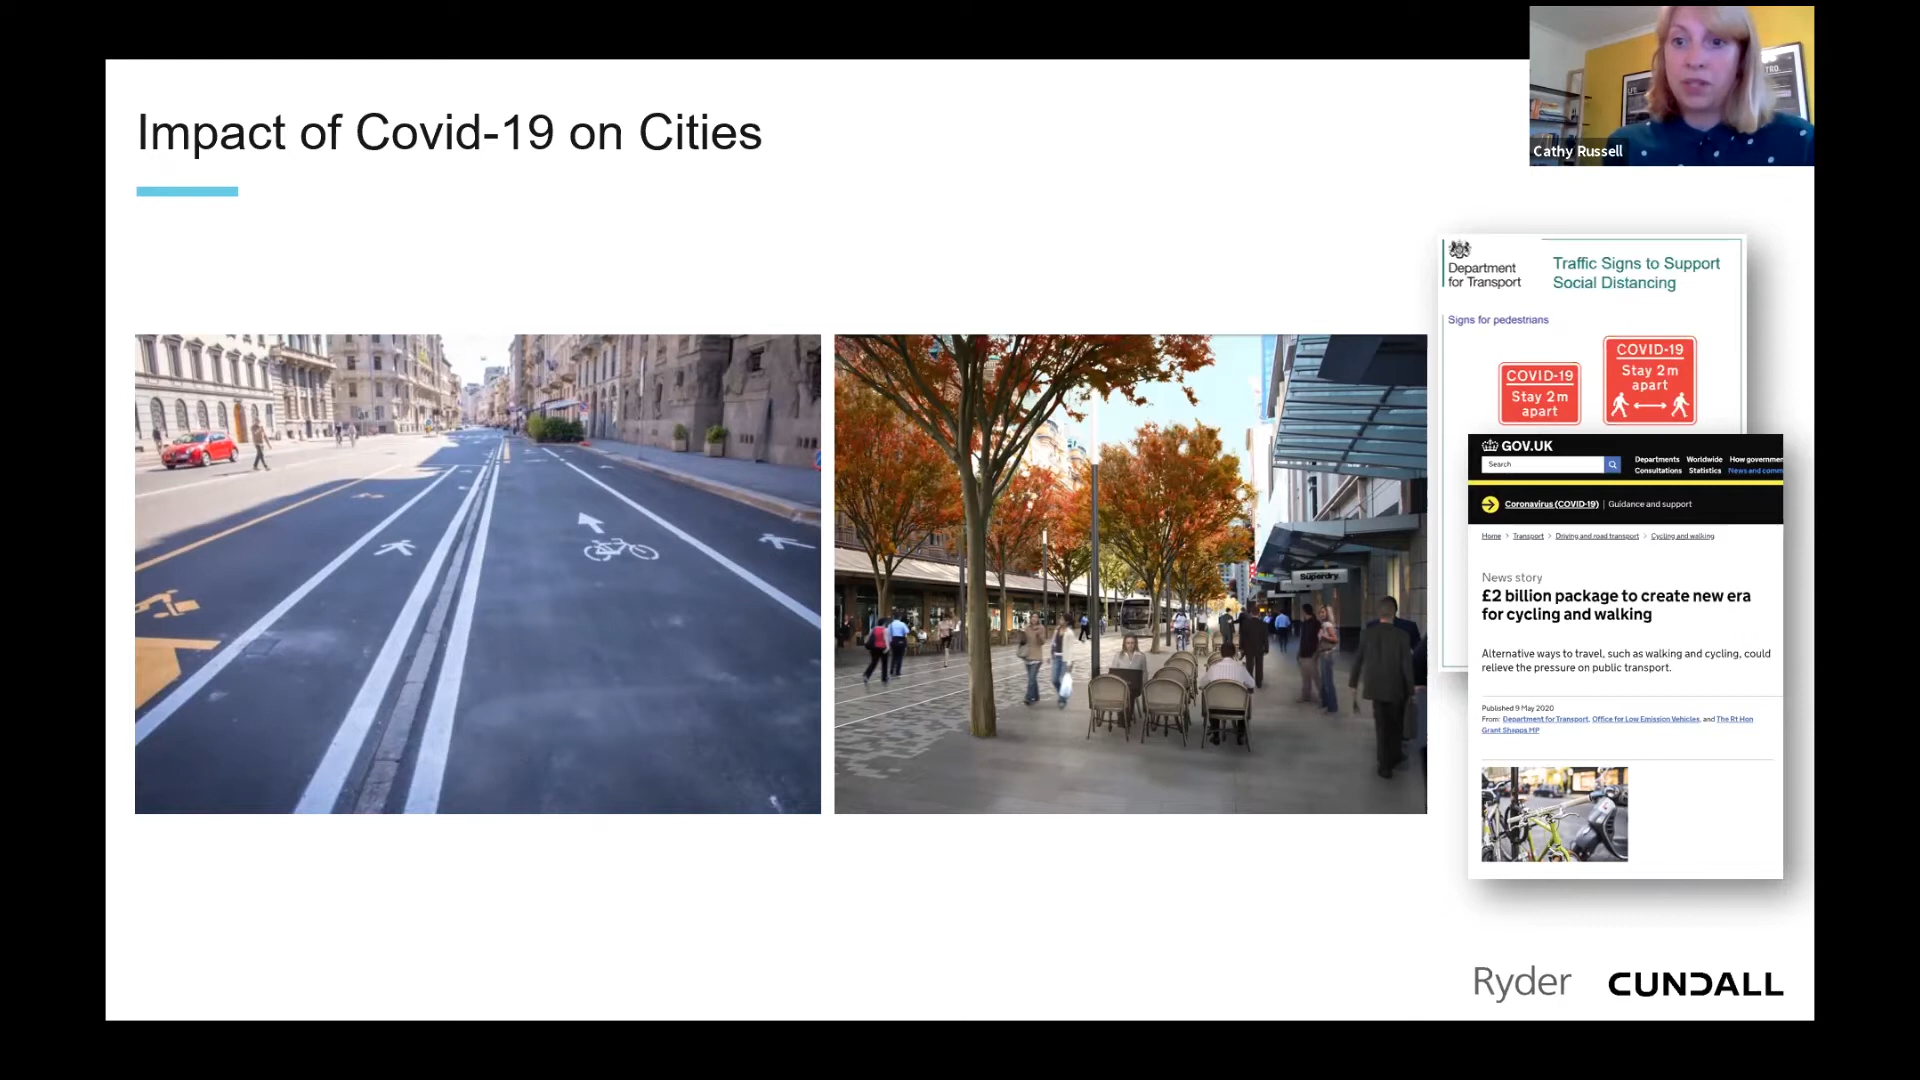 Impact of Covid-19 on Cities
TRO.
LFE
Cathy Russell
Department
for Transport
Traffic Signs to Support
Social Distancing
Signs for pedestrians
COVID-19
Stay 2m
apart
COVID-19
Stay 2m
apart
GOV.UK
Search
Departments Worldwide How governmen
Consultations Statistics News and comm
Coronavirus (COVID-19) | Guidance and support
Home > Transport > Driving and road transport > Cycling and walking
News story
£2 billion package to create new era
for cycling and walking
Alternative ways to travel, such as walking and cycling, could
relieve the pressure on public transport.
Published 9 May 2020
From: Department for Transport, Office for Low Emission Vehicles, and The Rt Hon
Grant Shapps MP
Superdry.
Ryder CUNDALL